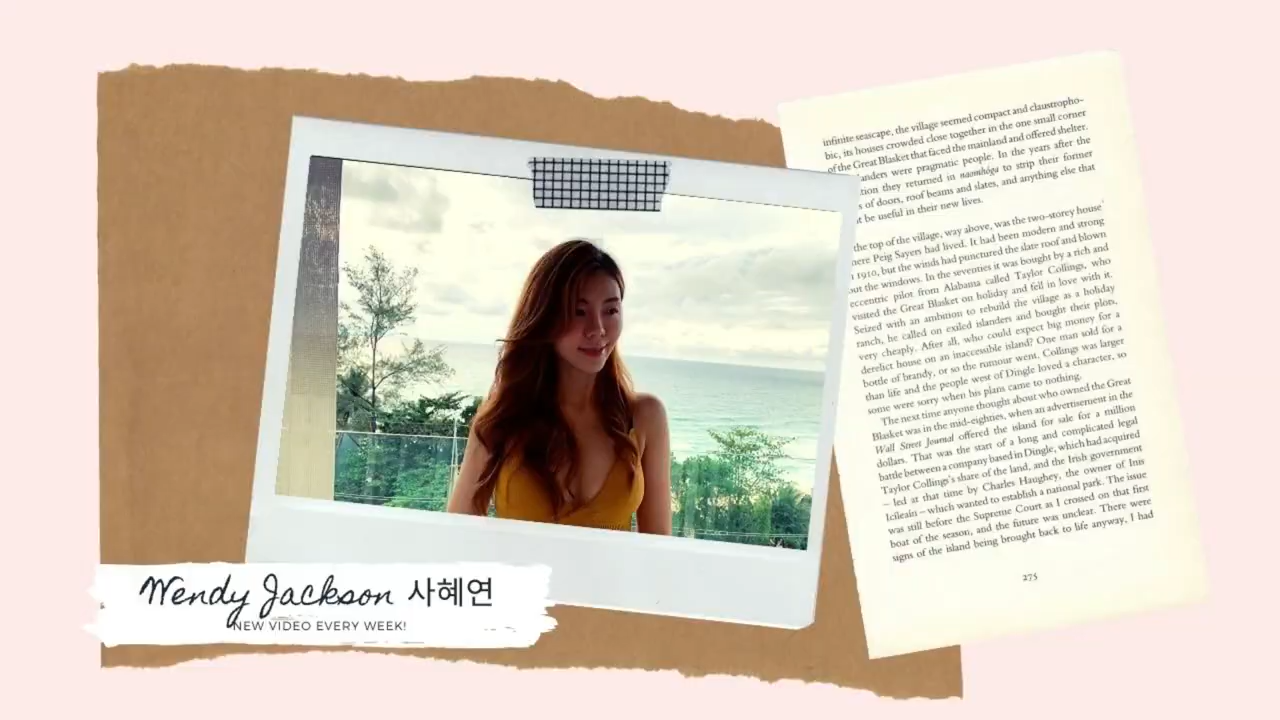 Wendy Jackson 사혜연
NEW VIDEO EVERY WEEK!
infinite seascape, the village seemed compact and claustropho-
bic, its houses crowded close together in the one small corner
of the Great Blasket that faced the mainland and offered shelter.
anders were pragmatic people. In the years after the
tion they returned in naomhóga to strip their former
s of doors, roof beams and slates, and anything else that
t be useful in their new lives.
the top of the village, way above, was the two-storey house
here Peig Sayers had lived. It had been modern and strong
1910, but the winds had punctured the slate roof and blown
out the windows. In the seventies it was bought by a rich and
eccentric pilot from Alabama called Taylor Collings, who
visited the Great Blasket on holiday and fell in love with it.
Seized with an ambition to rebuild the village as a holiday
ranch, he called on exiled islanders and bought their plots,
very cheaply. After all, who could expect big money for a
derelict house on an inaccessible island? One man sold for a
bottle of brandy, or so the rumour went. Collings was larger
than life and the people west of Dingle loved a character, so
some were sorry when his plans came to nothing.
The next time anyone thought about who owned the Great
Blasket was in the mid-eighties, when an advertisement in the
Wall Street Journal offered the island for sale for a million
dollars. That was the start of a long and complicated legal
battle between a company based in Dingle, which had acquired
Taylor Collings's share of the land, and the Irish government
– led at that time by Charles Haughey, the owner of Inis
Icileáin – which wanted to establish a national park. The issue
was still before the Supreme Court as I crossed on that first
boat of the season, and the future was unclear. There were
signs of the island being brought back to life anyway, I had
275